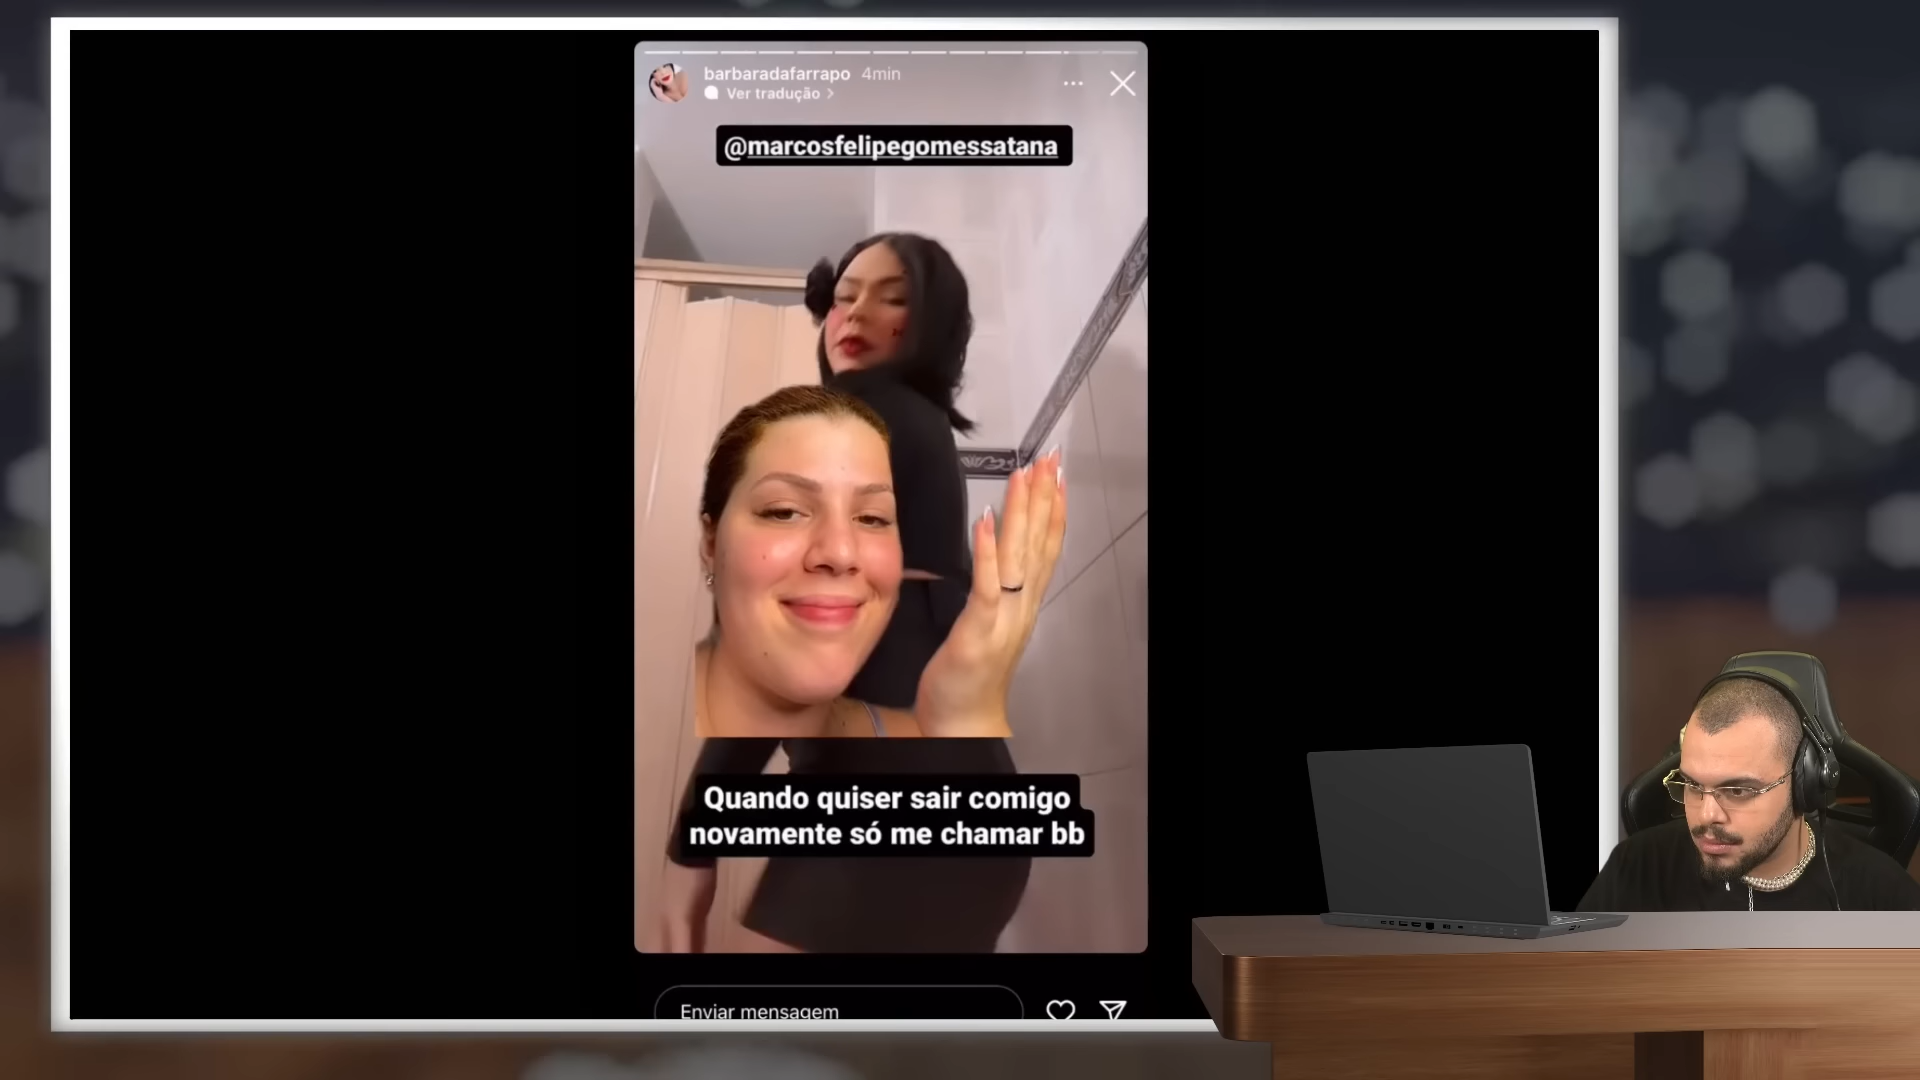 barbaradafarrapo 4min
Ver tradução
@marcosfelipegomessatana
Quando quiser sair comigo
novamente só me chamar bb
Enviar mensagem